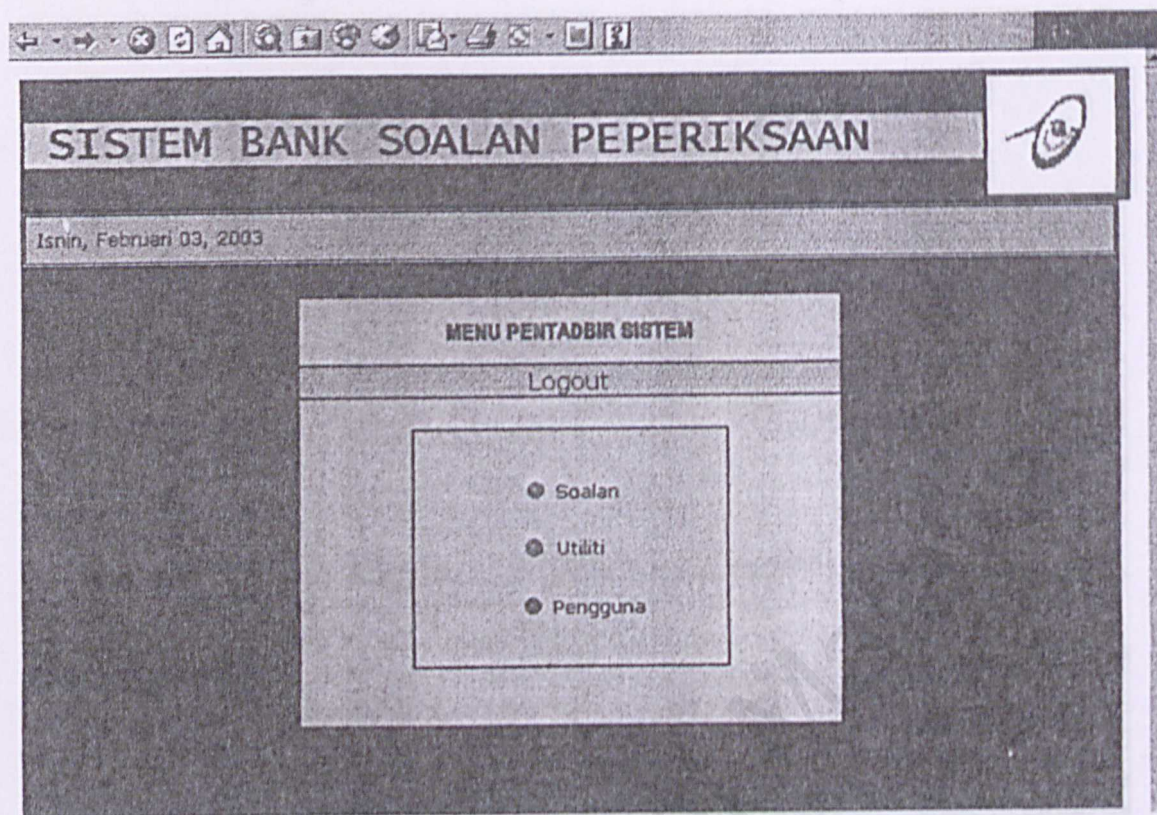 SISTEM BANK SOALAN PEPERIKSAAN
Isnin, Februari 03, 2003
MENU PENTADBIR SISTEM
Logout
Soalan
Utiliti
Pengguna